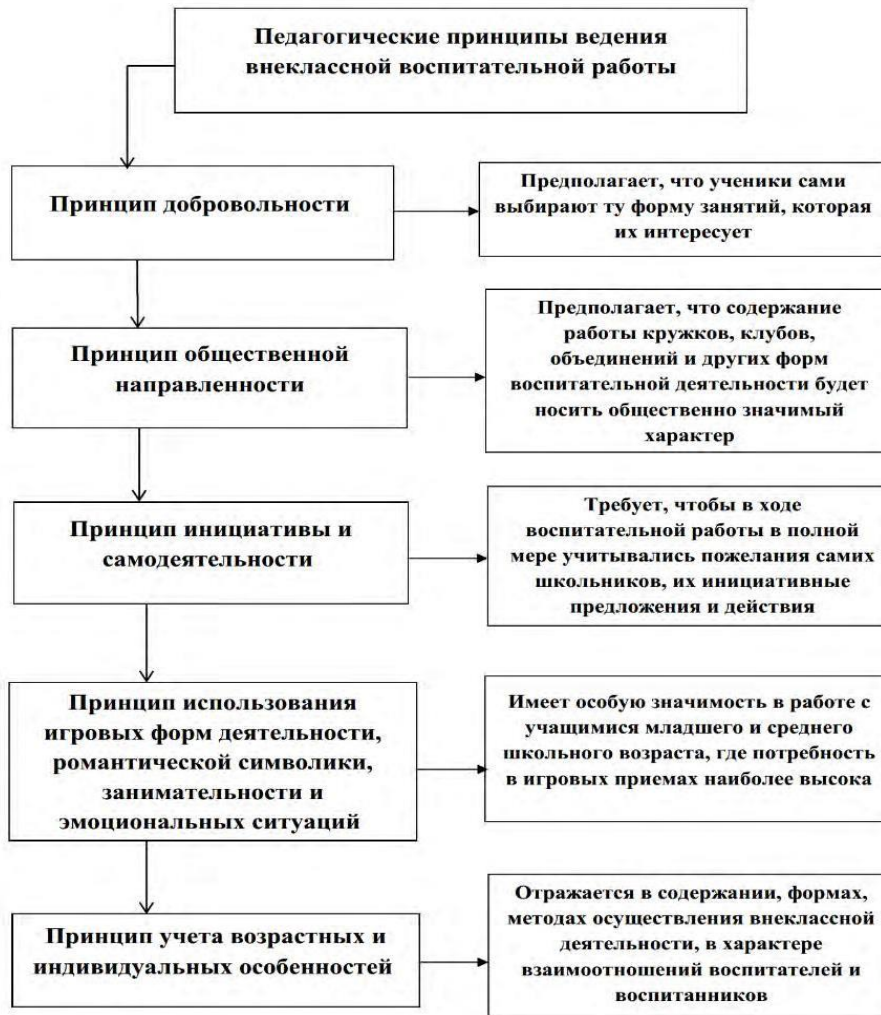 Педагогические принципы ведения
внеклассной воспитательной работы
Принцип добровольности
Предполагает, что ученики сами
выбирают ту форму занятий, которая
их интересует
Принцип общественной
направленности
Предполагает, что содержание
работы кружков, клубов,
объединений и других форм
воспитательной деятельности будет
носить общественно значимый
характер
Принцип инициативы и
самодеятельности
Требует, чтобы в ходе
воспитательной работы в полной
мере учитывались пожелания самих
школьников, их инициативные
предложения и действия
Принцип использования
игровых форм деятельности,
романтической символики,
занимательности и
эмоциональных ситуаций
Имеет особую значимость в работе с
учащимися младшего и среднего
школьного возраста, где потребность
в игровых приемах наиболее высока
Принцип учета возрастных и
индивидуальных особенностей
Отражается в содержании, формах,
методах осуществления внеклассной
деятельности, в характере
взаимоотношений воспитателей и
воспитанников